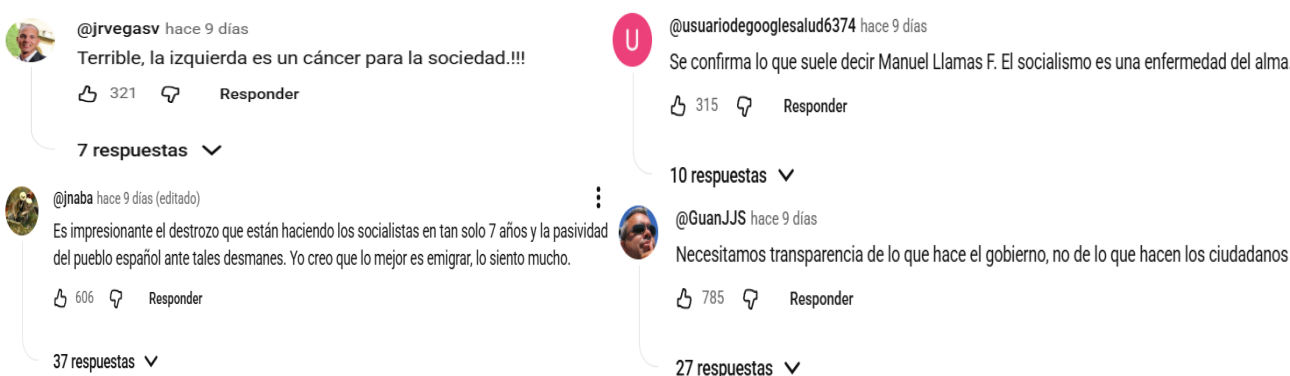 @jrvegasv hace 9 días
Terrible, la izquierda es un cáncer para la sociedad.!!!
321 Responder
7 respuestas
@jnaba hace 9 días (editado)
Es impresionante el destrozo que están haciendo los socialistas en tan solo 7 años y la pasividad
del pueblo español ante tales desmanes. Yo creo que lo mejor es emigrar, lo siento mucho.
606 Responder
37 respuestas
U
@usuariodegooglesalud6374 hace 9 días
Se confirma lo que suele decir Manuel Llamas F. El socialismo es una enfermedad del alma.
315 Responder
10 respuestas
@GuanJJS hace 9 días
Necesitamos transparencia de lo que hace el gobierno, no de lo que hacen los ciudadanos
785 Responder
27 respuestas